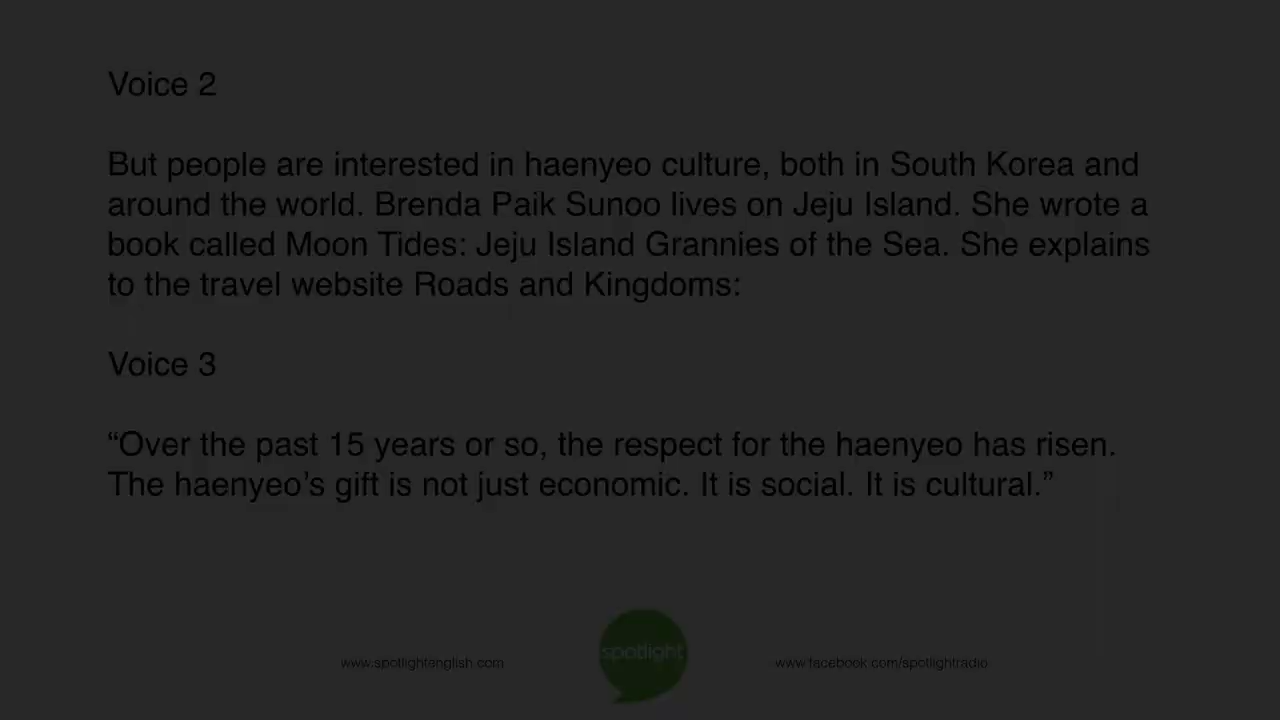 Voice 2
But people are interested in haenyeo culture, both in South Korea and
around the world. Brenda Paik Sunoo lives on Jeju Island. She wrote a
book called Moon Tides: Jeju Island Grannies of the Sea. She explains
to the travel website Roads and Kingdoms:
Voice 3
“Over the past 15 years or so, the respect for the haenyeo has risen.
The haenyeo’s gift is not just economic. It is social. It is cultural.”
spotlight
www.spotlightenglish.com
www.facebook.com/spotlightradio